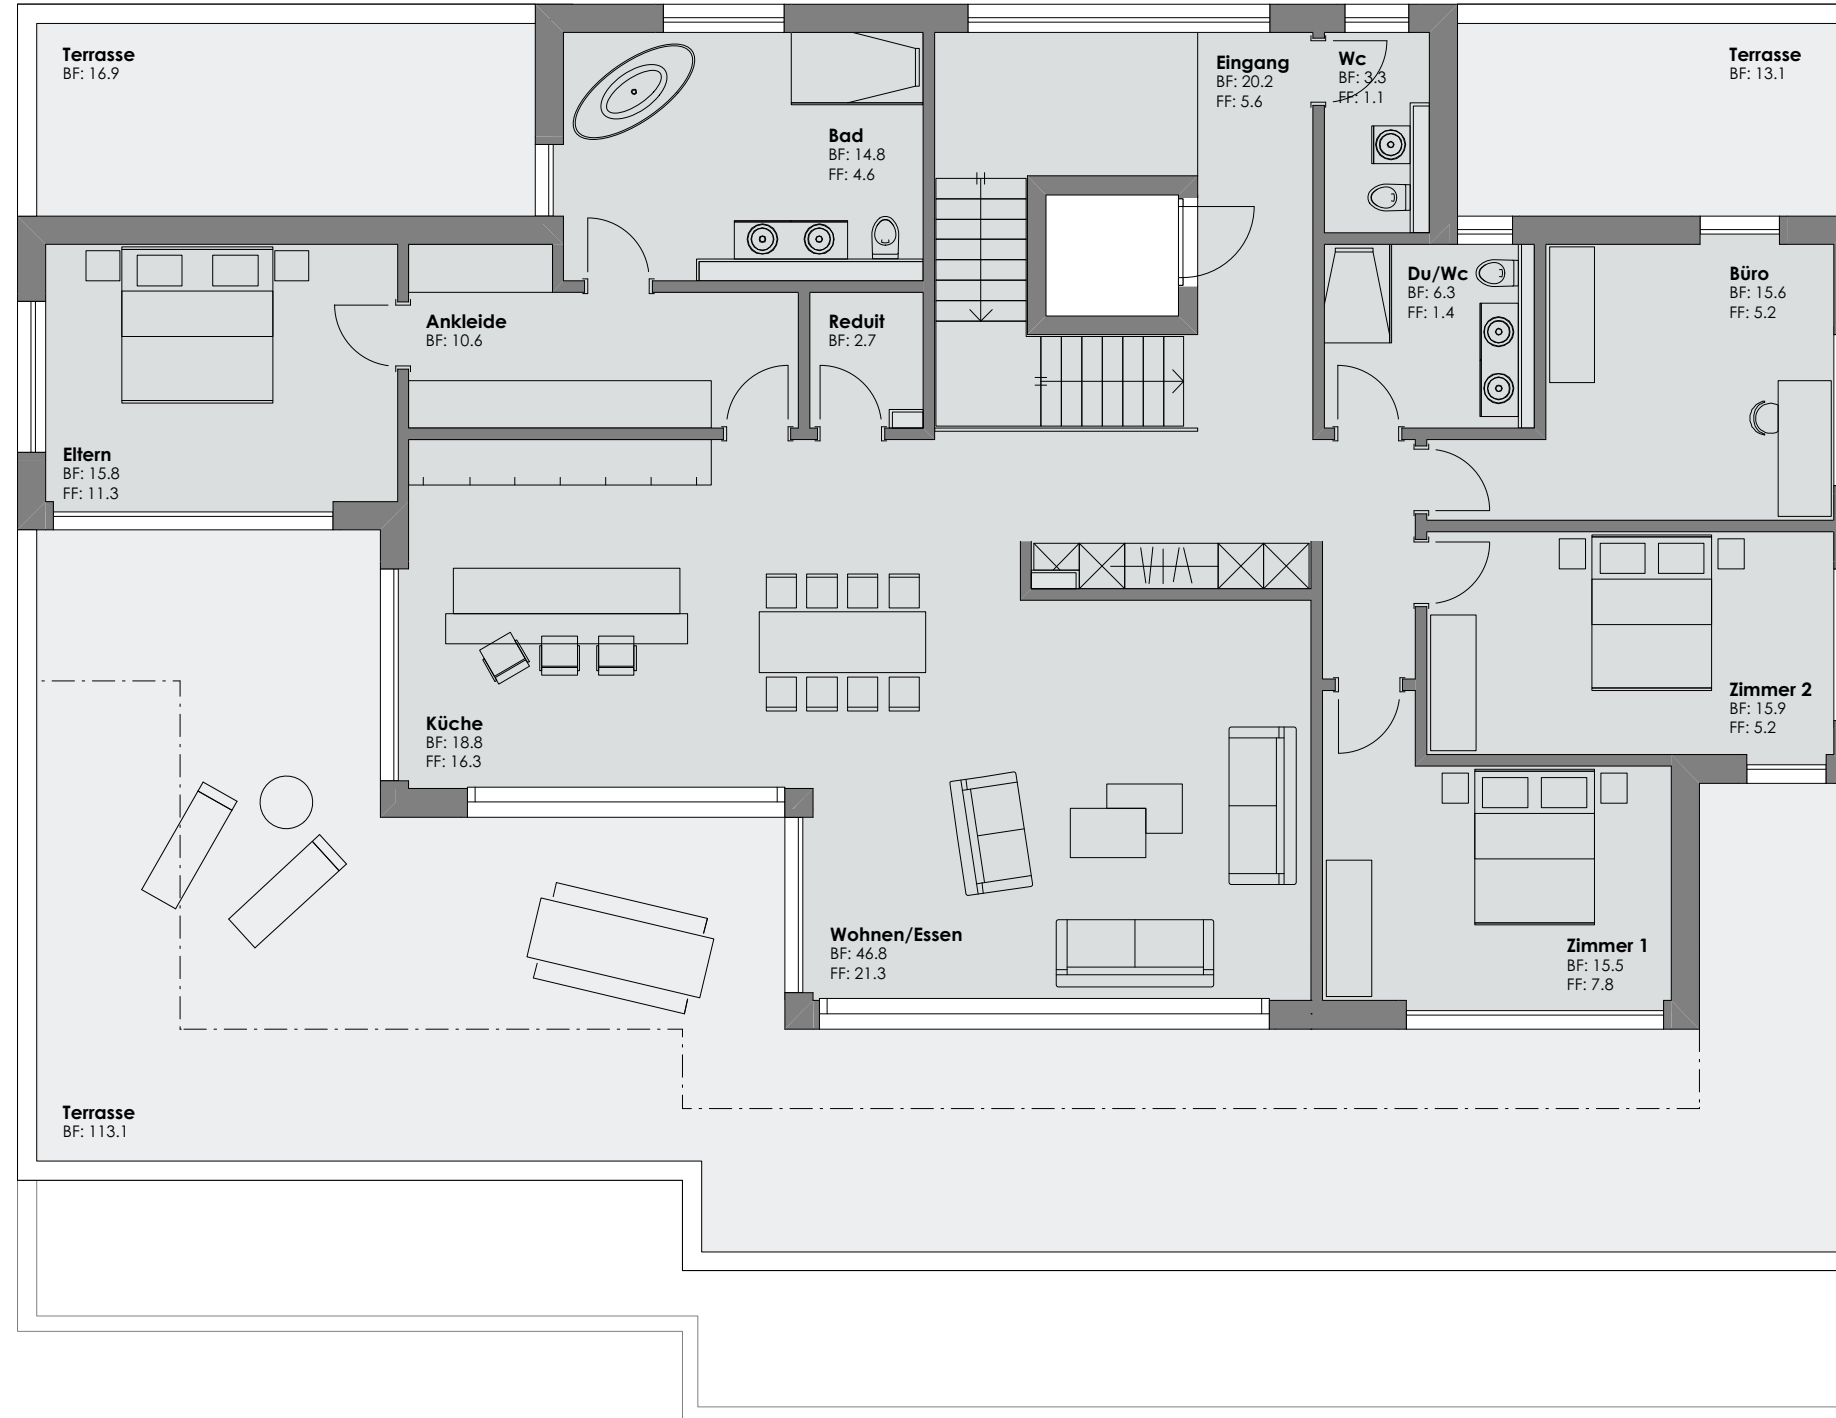 Terrasse
BF: 16.9
Bad
BF: 14.8
FF: 4.6
Eingang
BF: 20.2
FF: 5.6
Wc
BF: 3.3
FF: 1.1
Terrasse
BF: 13.1
Ankleide
BF: 10.6
Reduit
BF: 2.7
Du/Wc
BF: 6.3
FF: 1.4
Büro
BF: 15.6
FF: 5.2
Eltern
BF: 15.8
FF: 11.3
Küche
BF: 18.8
FF: 16.3
Zimmer 2
BF: 15.9
FF: 5.2
Wohnen/Essen
BF: 46.8
FF: 21.3
Zimmer 1
BF: 15.5
FF: 7.8
Terrasse
BF: 113.1